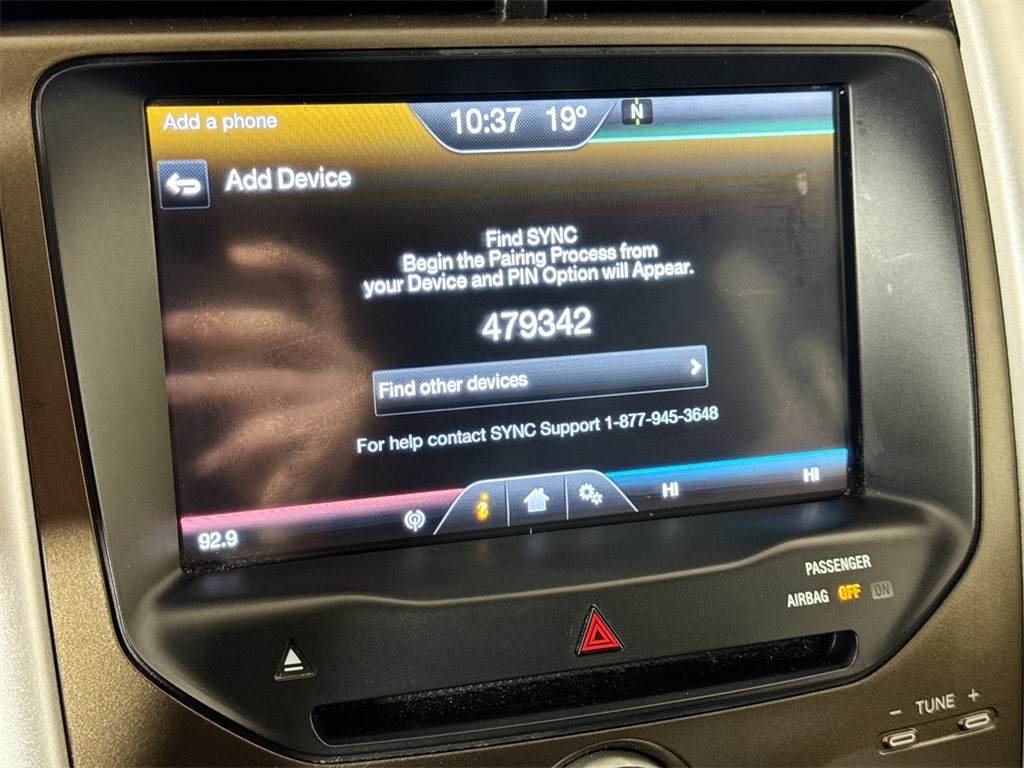 Add a phone
10:37 19° N
Add Device
Find SYNC
Begin the Pairing Process from
your Device and PIN Option will Appear.
479342
Find other devices
For help contact SYNC Support 1-877-945-3648
92.9 i HI HI
PASSENGER
AIRBAG OFF ON
- TUNE +